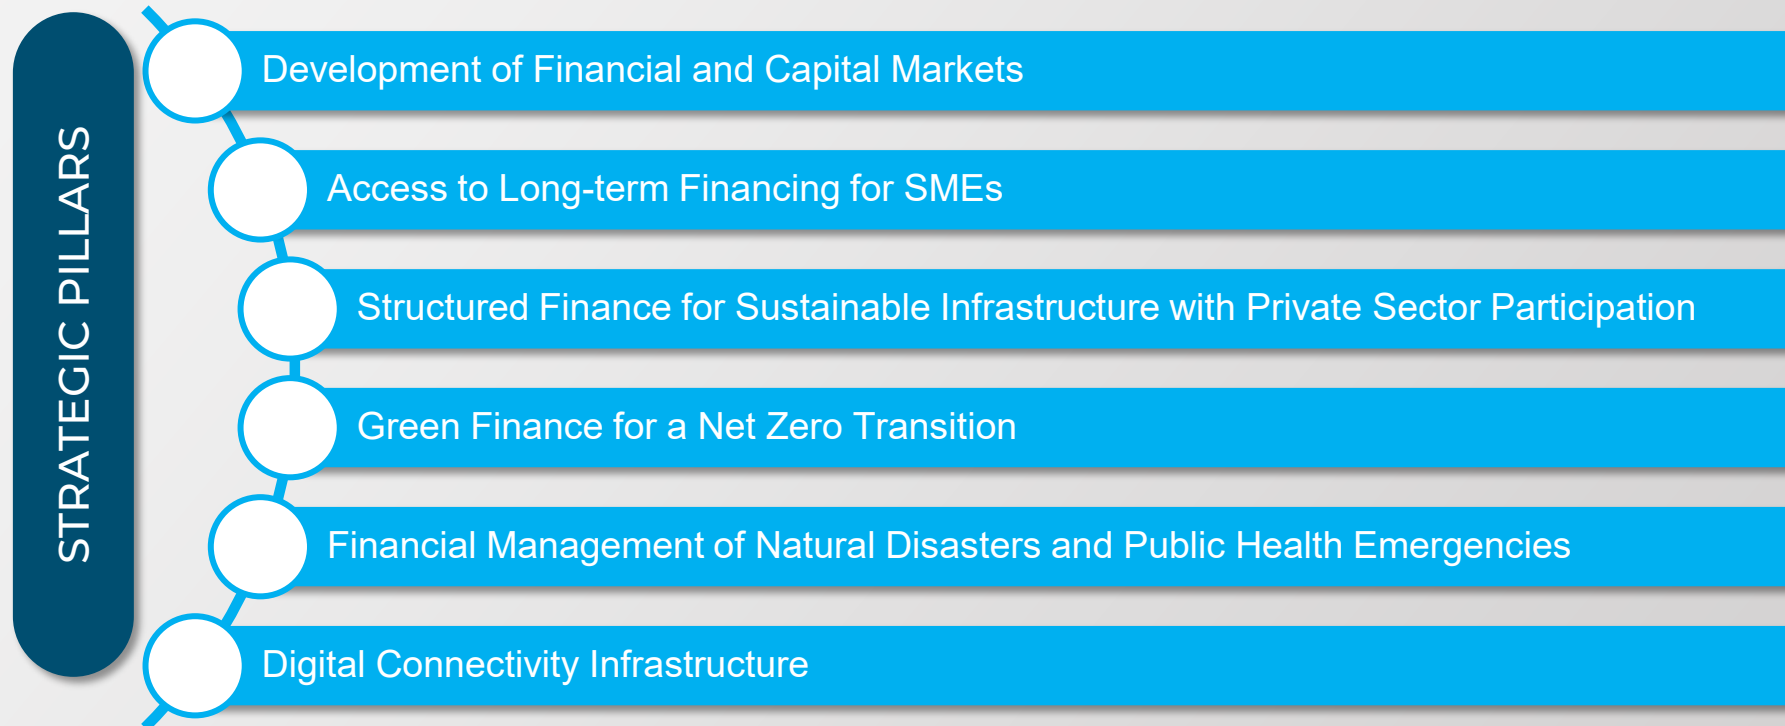 STRATEGIC PILLARS
Development of Financial and Capital Markets
Access to Long-term Financing for SMEs
Structured Finance for Sustainable Infrastructure with Private Sector Participation
Green Finance for a Net Zero Transition
Financial Management of Natural Disasters and Public Health Emergencies
Digital Connectivity Infrastructure